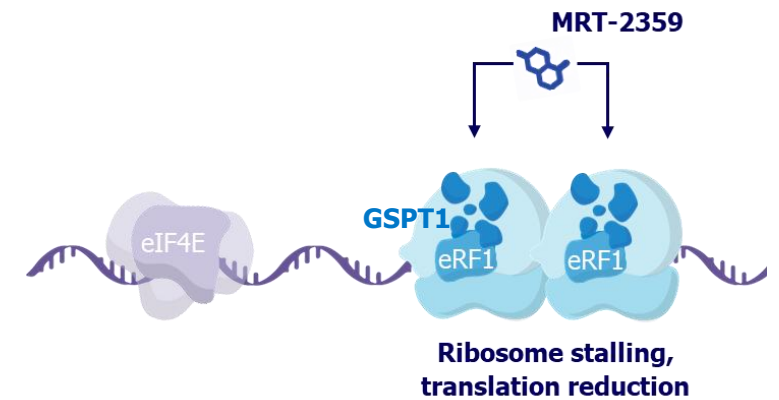 MRT-2359
GSPT1
eIF4E
eRF1
eRF1
Ribosome stalling,
translation reduction